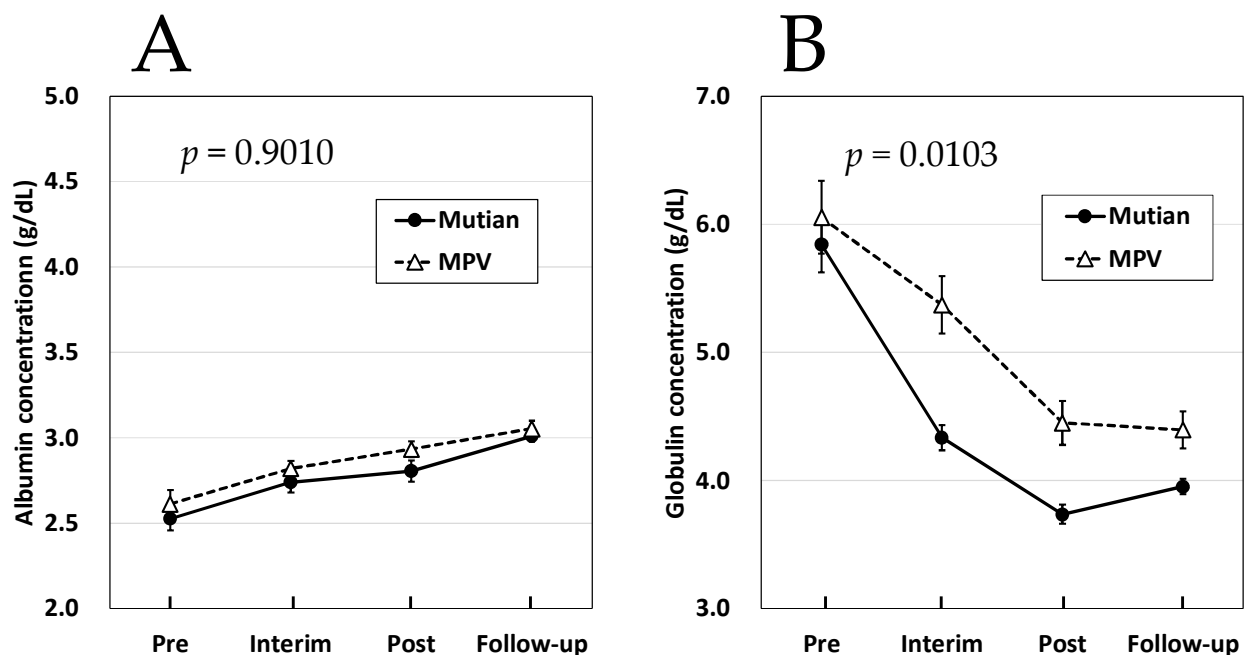 A
Albumin concentrationn (g/dL)
5.0
4.5
4.0
3.5
3.0
2.5
2.0
p = 0.9010
Mutian
MPV
Pre Interim Post Follow-up
B
Globulin concentration (g/dL)
7.0
6.0
5.0
4.0
3.0
p = 0.0103
Mutian
MPV
Pre Interim Post Follow-up